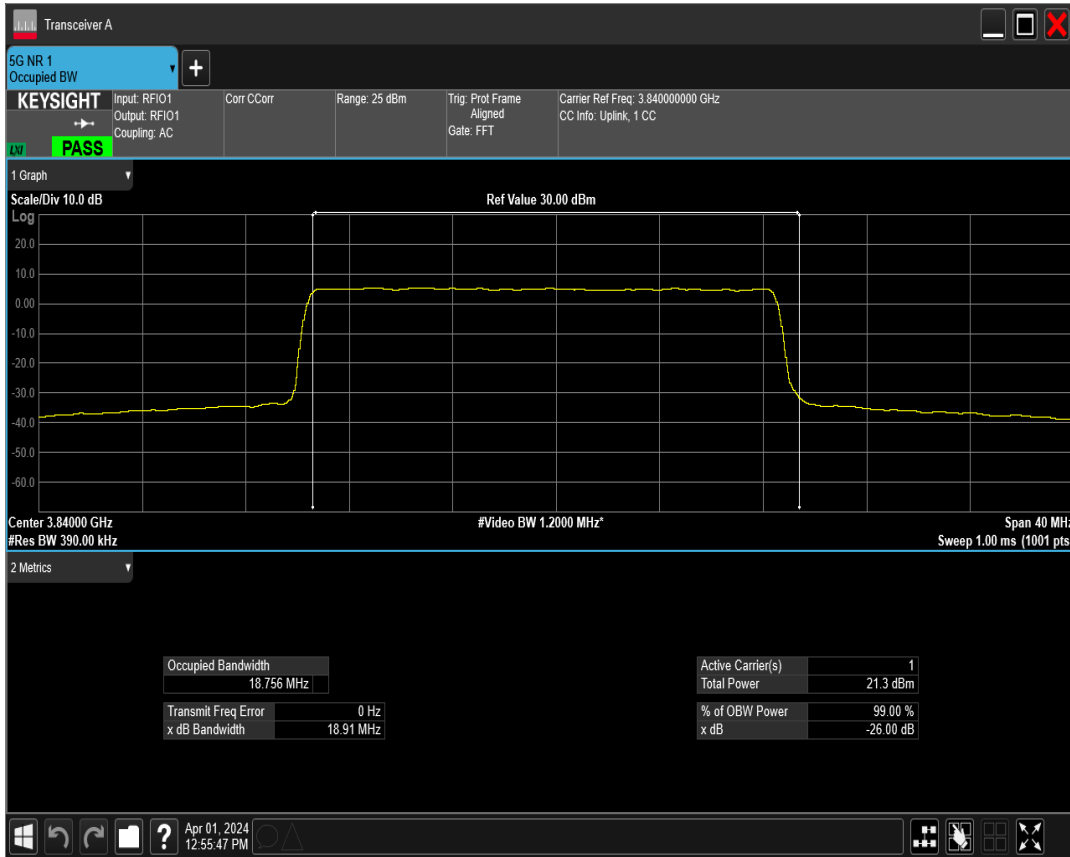 Transceiver A
5G NR 1
Occupied BW
+
KEYSIGHT
LXI
PASS
Input: RFIO1
Output: RFIO1
Coupling: AC
Corr CCorr
Range: 25 dBm
Trig: Prot Frame
Aligned
Gate: FFT
Carrier Ref Freq: 3.840000000 GHz
CC Info: Uplink, 1 CC
1 Graph
Scale/Div 10.0 dB
Ref Value 30.00 dBm
Log
20.0
10.0
0.00
-10.0
-20.0
-30.0
-40.0
-50.0
-60.0
Center 3.84000 GHz
#Video BW 1.2000 MHz*
Span 40 MHz
#Res BW 390.00 kHz
Sweep 1.00 ms (1001 pts
2 Metrics
Occupied Bandwidth
18.756 MHz
Transmit Freq Error 0 Hz
x dB Bandwidth 18.91 MHz
Active Carrier(s) 1
Total Power 21.3 dBm
% of OBW Power 99.00 %
x dB -26.00 dB
?
Apr 01, 2024
12:55:47 PM